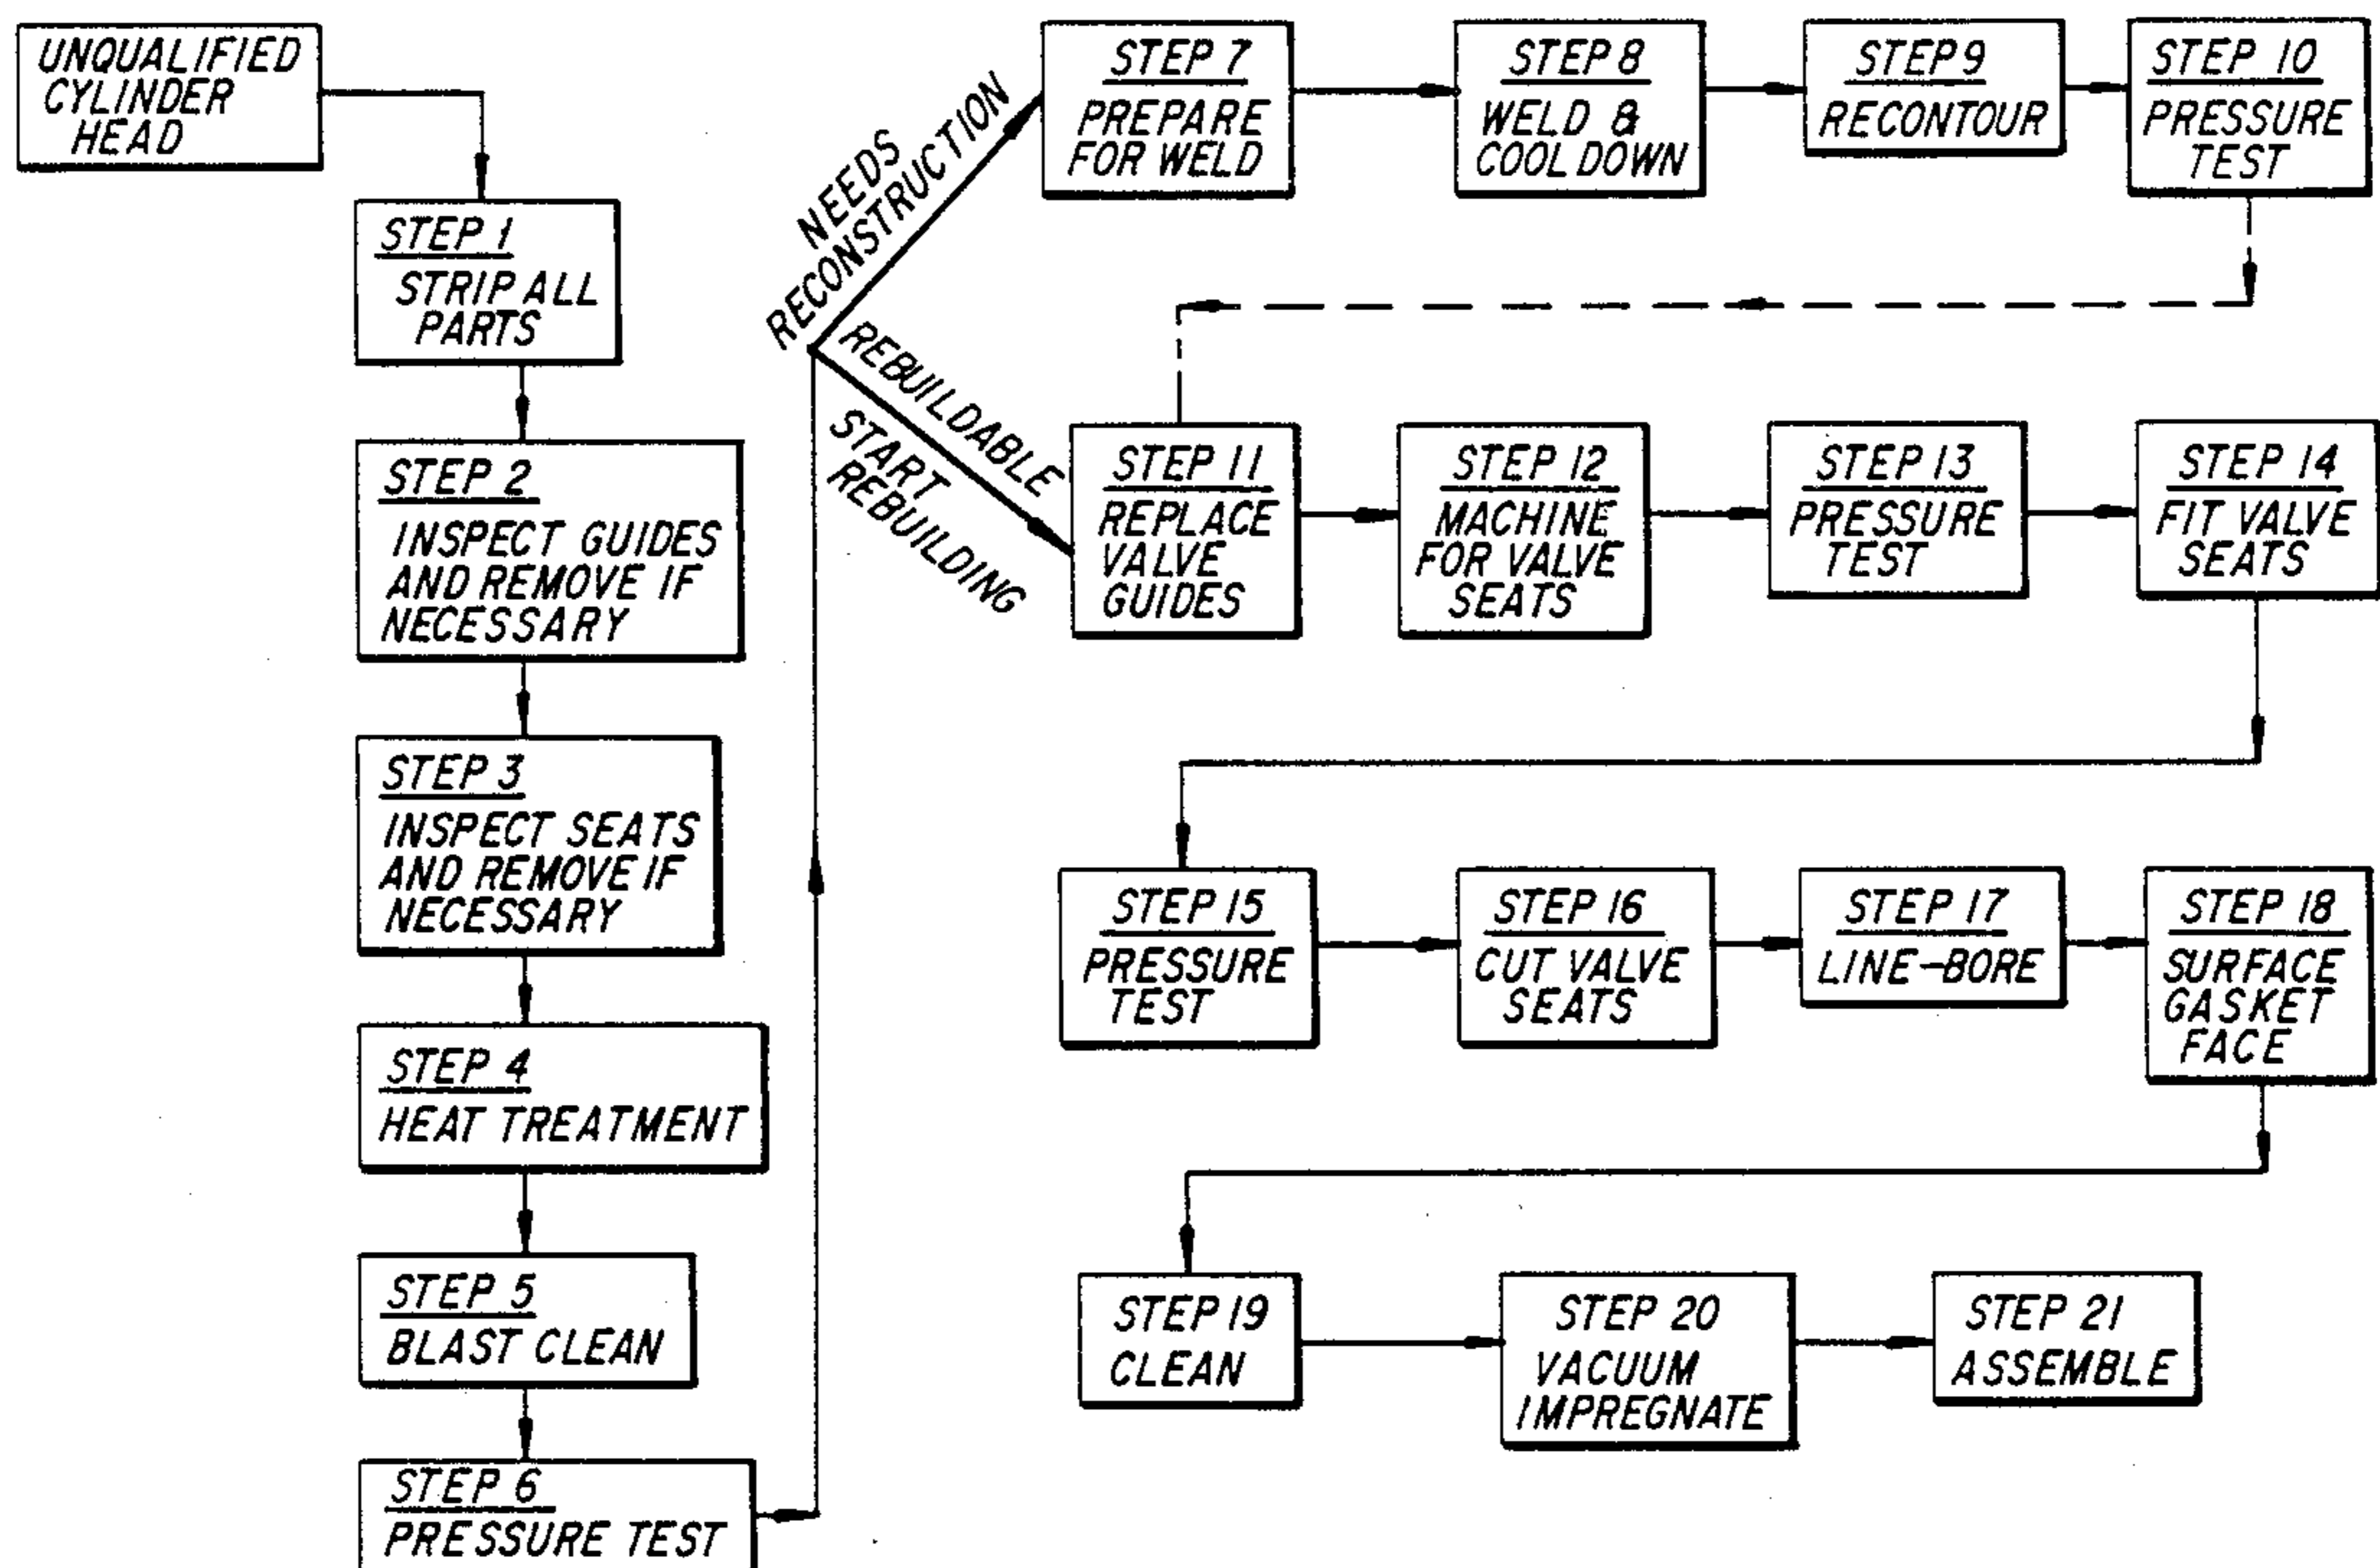 UNQUALIFIED
CYLINDER
HEAD
STEP 1
STRIP ALL
PARTS
STEP 2
INSPECT GUIDES
AND REMOVE IF
NECESSARY
STEP 3
INSPECT SEATS
AND REMOVE IF
NECESSARY
STEP 4
HEAT TREATMENT
STEP 5
BLAST CLEAN
STEP 6
PRESSURE TEST
NEEDS
RECONSTRUCTION
REBUILDABLE
START
REBUILDING
STEP 7
PREPARE
FOR WELD
STEP 8
WELD &
COOL DOWN
STEP 9
RECONTOUR
STEP 10
PRESSURE
TEST
STEP 11
REPLACE
VALVE
GUIDES
STEP 12
MACHINE
FOR VALVE
SEATS
STEP 13
PRESSURE
TEST
STEP 14
FIT VALVE
SEATS
STEP 15
PRESSURE
TEST
STEP 16
CUT VALVE
SEATS
STEP 17
LINE-BORE
STEP 18
SURFACE
GASKET
FACE
STEP 19
CLEAN
STEP 20
VACUUM
IMPREGNATE
STEP 21
ASSEMBLE